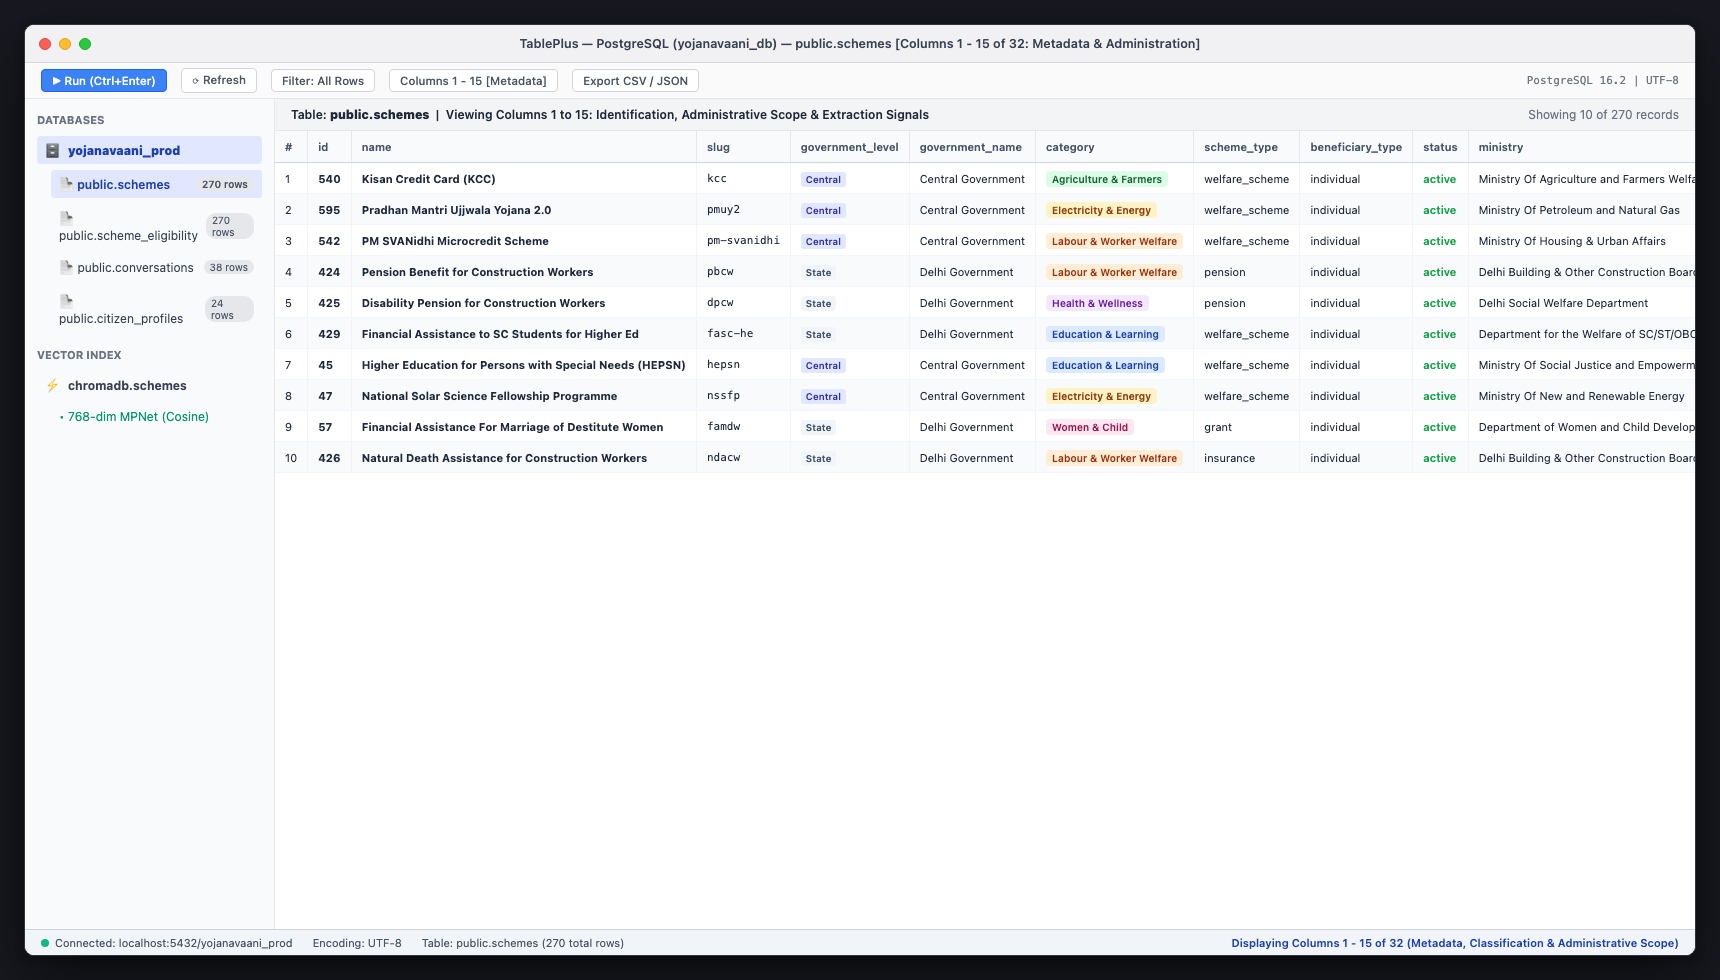 TablePlus — PostgreSQL (yojanavaani_db) — public.schemes [Columns 1 - 15 of 32: Metadata & Administration]
▶ Run (Ctrl+Enter) ⟳ Refresh Filter: All Rows Columns 1 - 15 [Metadata] Export CSV / JSON PostgreSQL 16.2 | UTF-8
DATABASES
yojanavaani_prod
public.schemes 270 rows
public.scheme_eligibility 270 rows
public.conversations 38 rows
public.citizen_profiles 24 rows
VECTOR INDEX
chromadb.schemes
• 768-dim MPNet (Cosine)
Table: public.schemes | Viewing Columns 1 to 15: Identification, Administrative Scope & Extraction Signals Showing 10 of 270 records
# id name slug government_level government_name category scheme_type beneficiary_type status ministry
1 540 Kisan Credit Card (KCC) kcc Central Central Government Agriculture & Farmers welfare_scheme individual active Ministry Of Agriculture and Farmers Welfa
2 595 Pradhan Mantri Ujjwala Yojana 2.0 pmuy2 Central Central Government Electricity & Energy welfare_scheme individual active Ministry Of Petroleum and Natural Gas
3 542 PM SVANidhi Microcredit Scheme pm-svanidhi Central Central Government Labour & Worker Welfare welfare_scheme individual active Ministry Of Housing & Urban Affairs
4 424 Pension Benefit for Construction Workers pbcw State Delhi Government Labour & Worker Welfare pension individual active Delhi Building & Other Construction Boar
5 425 Disability Pension for Construction Workers dpcw State Delhi Government Health & Wellness pension individual active Delhi Social Welfare Department
6 429 Financial Assistance to SC Students for Higher Ed fasc-he State Delhi Government Education & Learning welfare_scheme individual active Department for the Welfare of SC/ST/OBC
7 45 Higher Education for Persons with Special Needs (HEPSN) hepsn Central Central Government Education & Learning welfare_scheme individual active Ministry Of Social Justice and Empowerm
8 47 National Solar Science Fellowship Programme nssfp Central Central Government Electricity & Energy welfare_scheme individual active Ministry Of New and Renewable Energy
9 57 Financial Assistance For Marriage of Destitute Women famdw State Delhi Government Women & Child grant individual active Department of Women and Child Develop
10 426 Natural Death Assistance for Construction Workers ndacw State Delhi Government Labour & Worker Welfare insurance individual active Delhi Building & Other Construction Boar
Connected: localhost:5432/yojanavaani_prod Encoding: UTF-8 Table: public.schemes (270 total rows) Displaying Columns 1 - 15 of 32 (Metadata, Classification & Administrative Scope)